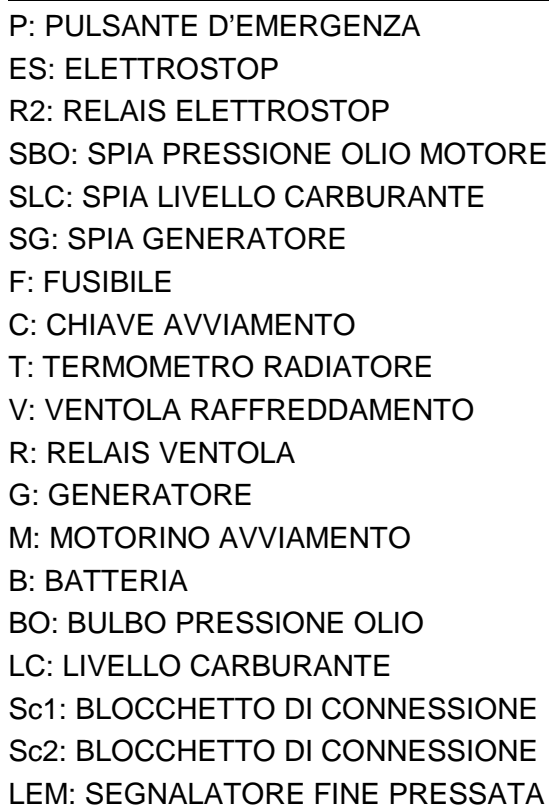 P: PULSANTE D'EMERGENZA
ES: ELETTROSTOP
R2: RELAIS ELETTROSTOP
SBO: SPIA PRESSIONE OLIO MOTORE
SLC: SPIA LIVELLO CARBURANTE
SG: SPIA GENERATORE
F: FUSIBILE
C: CHIAVE AVVIAMENTO
T: TERMOMETRO RADIATORE
V: VENTOLA RAFFREDDAMENTO
R: RELAIS VENTOLA
G: GENERATORE
M: MOTORINO AVVIAMENTO
B: BATTERIA
BO: BULBO PRESSIONE OLIO
LC: LIVELLO CARBURANTE
Sc1: BLOCCHETTO DI CONNESSIONE
Sc2: BLOCCHETTO DI CONNESSIONE
LEM: SEGNALATORE FINE PRESSATA